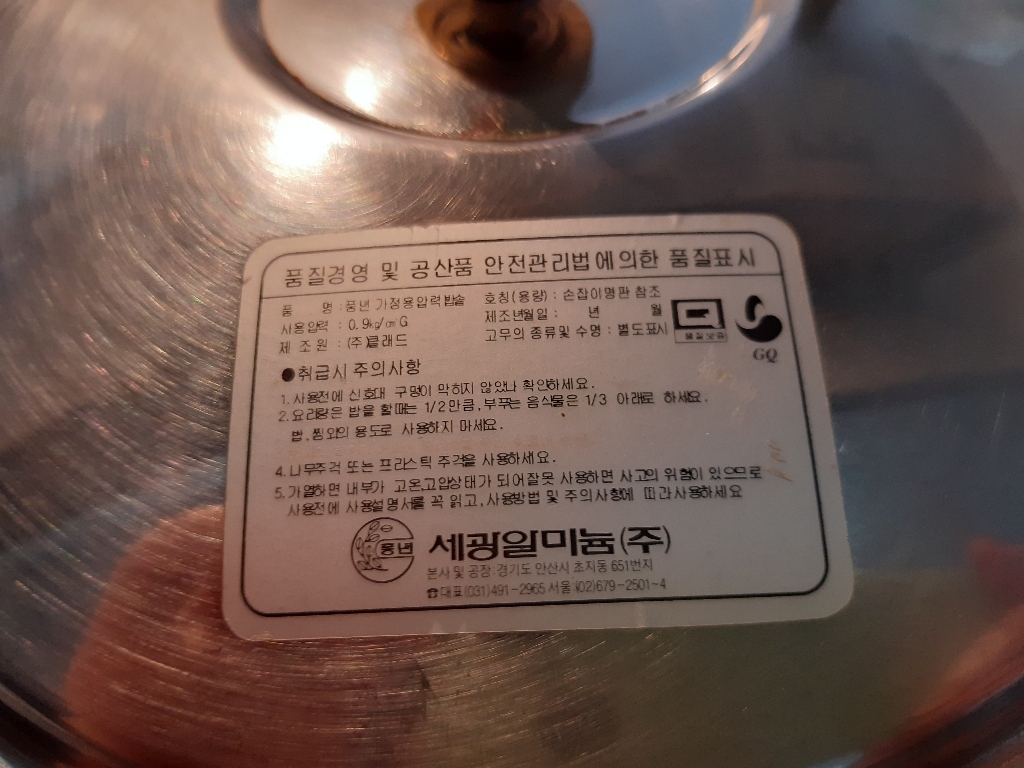 품질경영 및 공산품 안전관리법에의한 품질표시
품 명 : 풍년 가정용압력밥솥 호칭(용량) : 손잡이명판 참조
사용압력 : 0.9kg/㎠G 제조년월일 : 년 월
제 조 원 : (주)클래드 고무의 종류및 수명 : 별도표시
품질보증
GQ
●취급시 주의사항
1. 사용전에 신호대 구멍이 막히지 않았나 확인하세요.
2. 요리량은 밥을 할때는 1/2만큼, 부푸는 음식물은 1/3 아래로 하세요.
법, 찜외의 용도로 사용하지 마세요.
4. 나무주걱 또는 프라스틱 주걱을 사용하세요.
5. 가열하면 내부가 고온,고압상태가 되어잘못 사용하면 사고의 위험이 있으므로
사용전에 사용설명서를 꼭 읽고, 사용방법 및 주의사항에 따라사용하세요
풍년 세광알미늄(주)
본사 및 공장:경기도 안산시 초지동 651번지
☎대표(031)491-2965 서울(02)679-2501~4